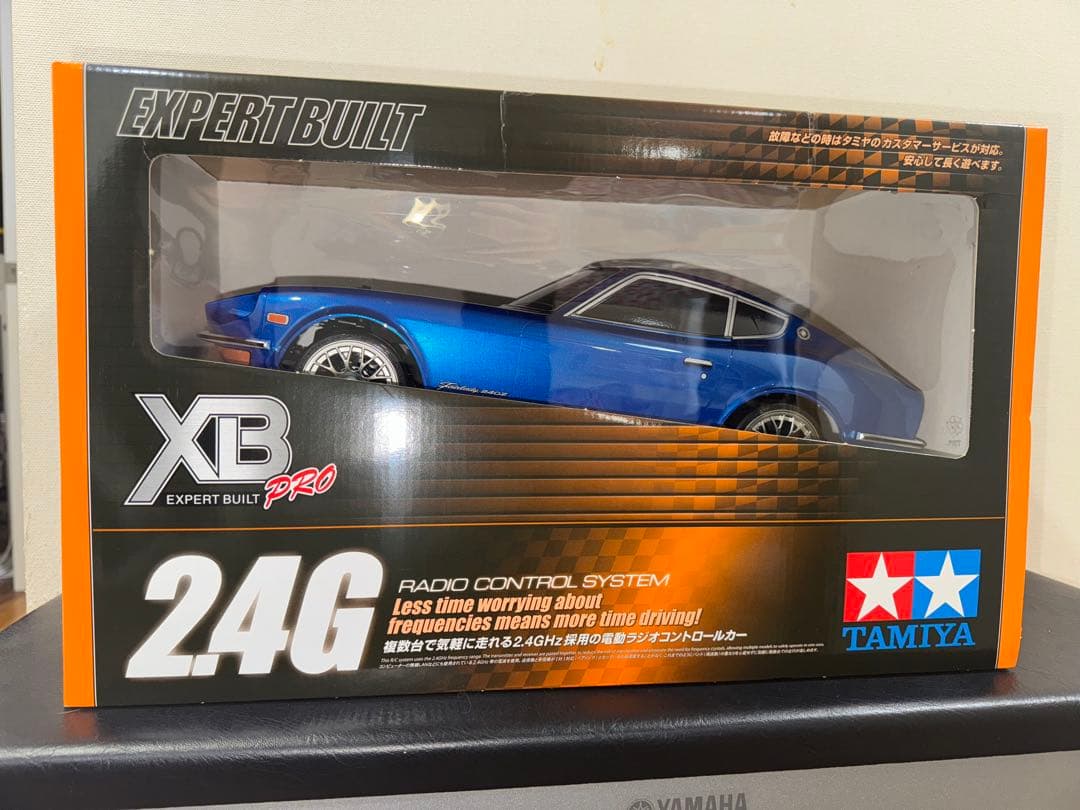 EXPERT BUILT
故障などの時はタミヤのカスタマーサービスが対応。
安心して長く遊べます。
Fairlady 240Z
XB
PRO
EXPERT BUILT
2.4G
RADIO CONTROL SYSTEM
Less time worrying about
frequencies means more time driving!
複数台で気軽に走れる2.4GHz採用の電動ラジオコントロールカー
TAMIYA
YAMAHA